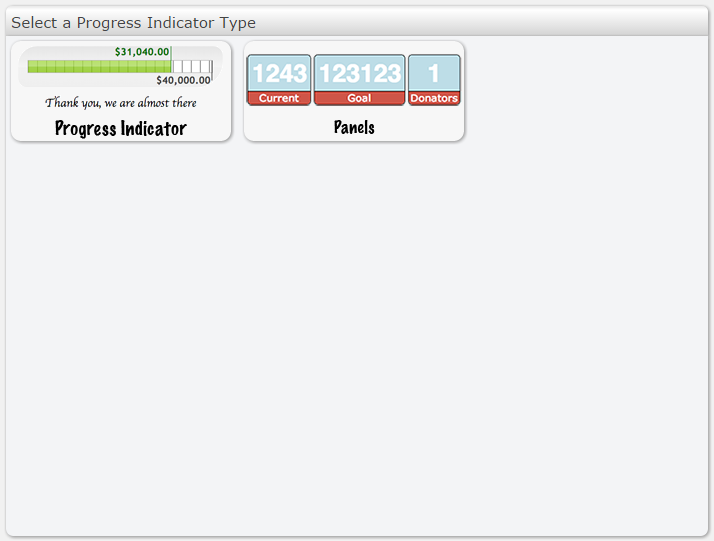 Select a Progress Indicator Type
$31,040.00
$40,000.00
Thank you, we are almost there
Progress Indicator
1243 123123 1
Current Goal Donators
Panels